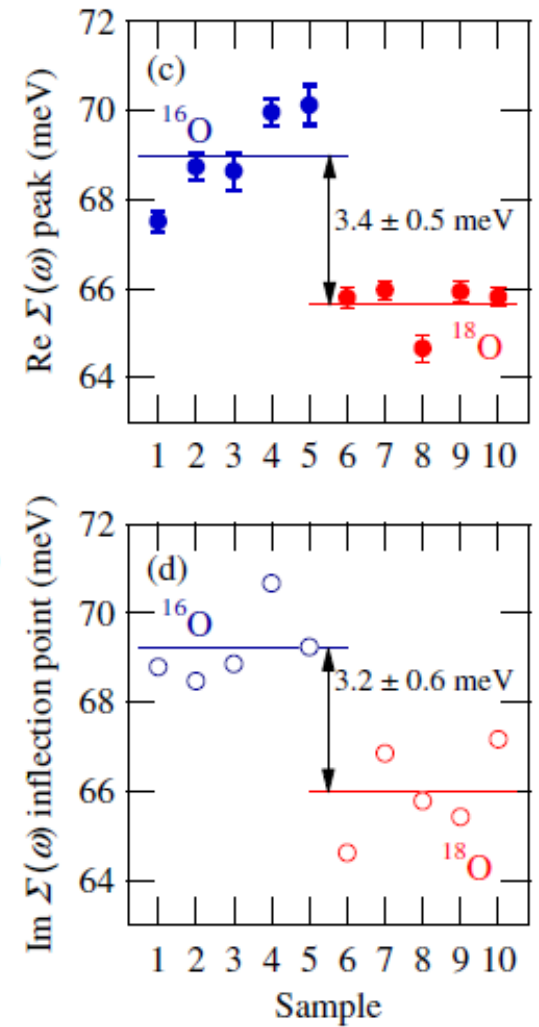 Re Σ(ω) peak (meV)
72
70
68
66
64
(c)
¹⁶O
3.4 ± 0.5 meV
¹⁸O
1 2 3 4 5 6 7 8 9 10
Im Σ(ω) inflection point (meV)
72
70
68
66
64
(d)
¹⁶O
3.2 ± 0.6 meV
¹⁸O
1 2 3 4 5 6 7 8 9 10
Sample